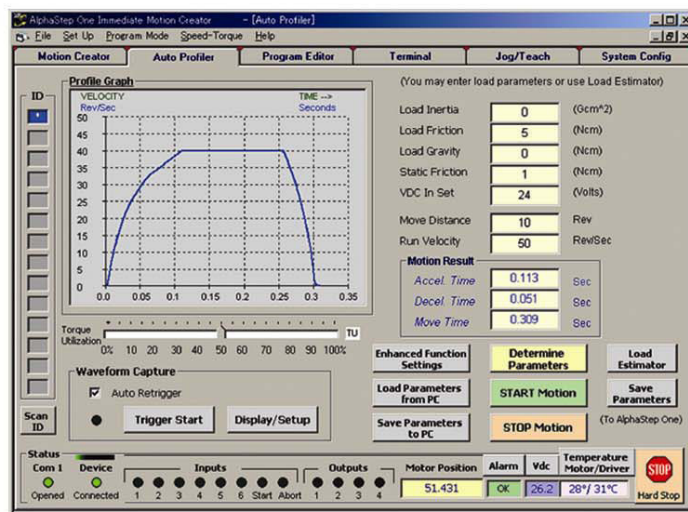 AlphaStep One Immediate Motion Creator - [Auto Profiler]
File Set Up Program Mode Speed-Torque Help
Motion Creator Auto Profiler Program Editor Terminal Jog/Teach System Config
ID
*
Scan ID
Profile Graph
VELOCITY TIME -->
Rev/Sec Seconds
50
45
40
35
30
25
20
15
10
5
0
0.0 0.05 0.1 0.15 0.2 0.25 0.3 0.35
Torque Utilization
TU
0% 10 20 30 40 50 60 70 80 90 100%
Waveform Capture
Auto Retrigger
Trigger Start Display/Setup
(You may enter load parameters or use Load Estimator)
Load Inertia 0 (Gcm^2)
Load Friction 5 (Ncm)
Load Gravity 0 (Ncm)
Static Friction 1 (Ncm)
VDC In Set 24 (Volts)
Move Distance 10 Rev
Run Velocity 50 Rev/Sec
Motion Result
Accel. Time 0.113 Sec
Decel. Time 0.051 Sec
Move Time 0.309 Sec
Enhanced Function Settings
Determine Parameters
Load Estimator
Load Parameters from PC
START Motion
Save Parameters
Save Parameters to PC
STOP Motion
(To AlphaStep One)
Status
Com 1 Device
Opened Connected
Inputs
1 2 3 4 5 6 Start Abort
Outputs
1 2 3 4
Motor Position
51.431
Alarm
OK
Vdc
26.2
Temperature Motor/Driver
28°/ 31°C
STOP
Hard Stop